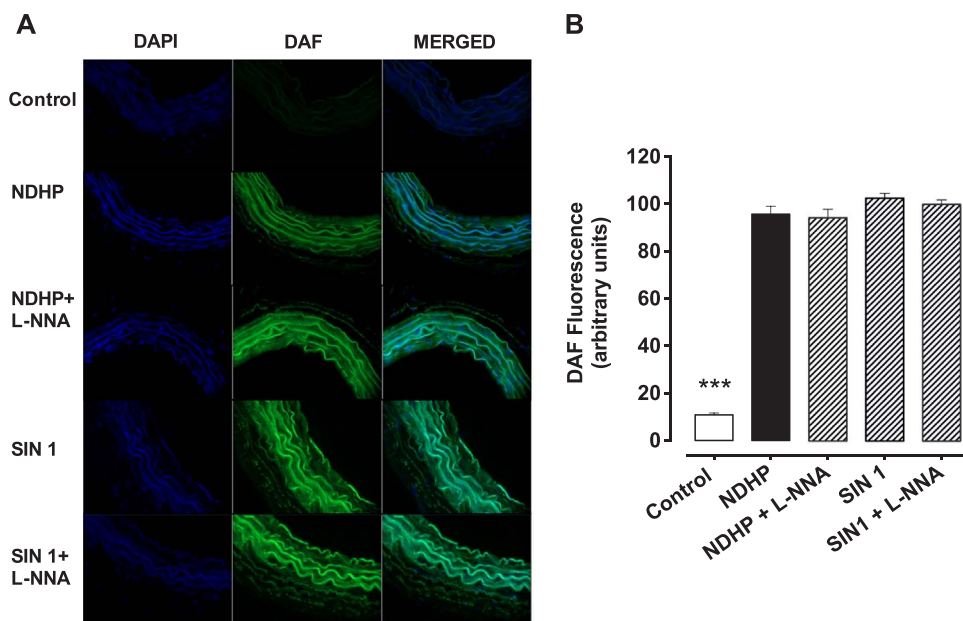 A
DAPI DAF MERGED
Control
NDHP
NDHP+
L-NNA
SIN 1
SIN 1+
L-NNA
B
DAF Fluorescence
(arbitrary units)
120
100
80
60
40
20
0
***
Control
NDHP
NDHP + L-NNA
SIN 1
SIN1 + L-NNA